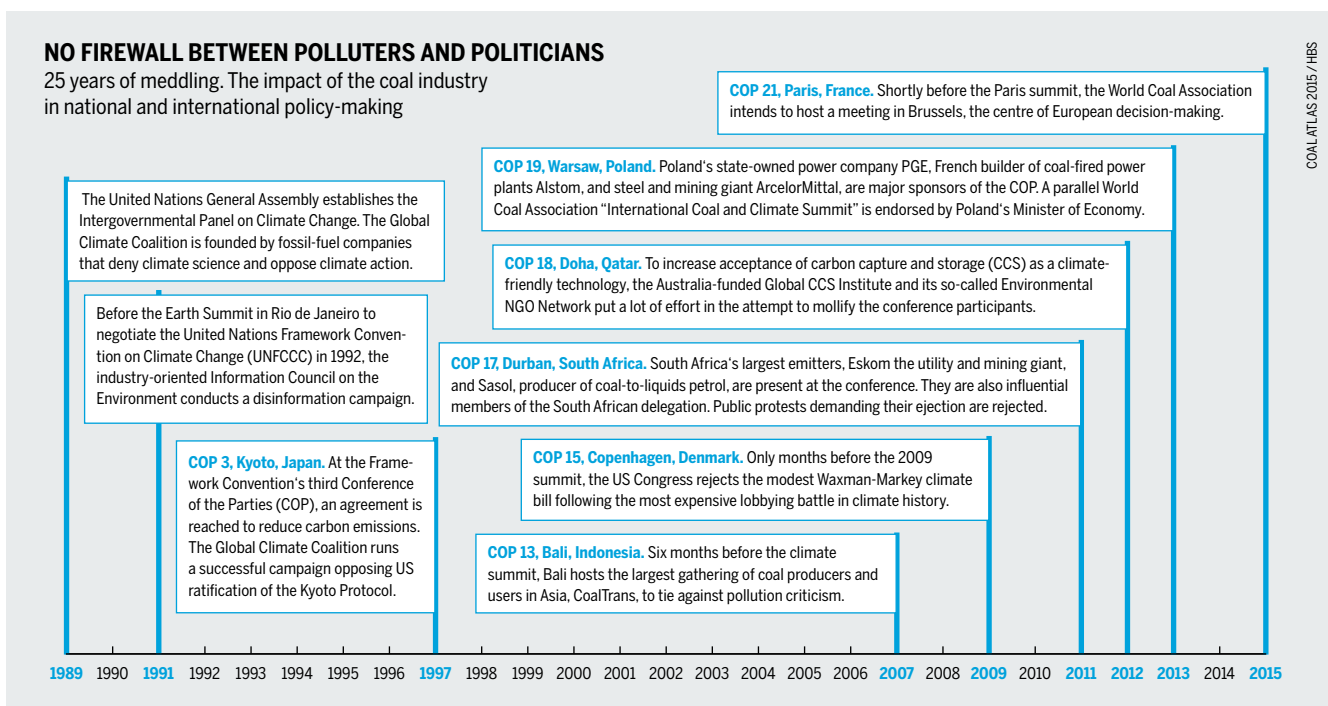 NO FIREWALL BETWEEN POLLUTERS AND POLITICIANS
25 years of meddling. The impact of the coal industry
in national and international policy-making
COAL ATLAS 2015 / HBS
The United Nations General Assembly establishes the
Intergovernmental Panel on Climate Change. The Global
Climate Coalition is founded by fossil-fuel companies
that deny climate science and oppose climate action.
Before the Earth Summit in Rio de Janeiro to
negotiate the United Nations Framework Conven-
tion on Climate Change (UNFCCC) in 1992, the
industry-oriented Information Council on the
Environment conducts a disinformation campaign.
COP 3, Kyoto, Japan. At the Frame-
work Convention‘s third Conference
of the Parties (COP), an agreement is
reached to reduce carbon emissions.
The Global Climate Coalition runs
a successful campaign opposing US
ratification of the Kyoto Protocol.
COP 13, Bali, Indonesia. Six months before the climate
summit, Bali hosts the largest gathering of coal producers and
users in Asia, CoalTrans, to tie against pollution criticism.
COP 15, Copenhagen, Denmark. Only months before the 2009
summit, the US Congress rejects the modest Waxman-Markey climate
bill following the most expensive lobbying battle in climate history.
COP 17, Durban, South Africa. South Africa‘s largest emitters, Eskom the utility and mining giant,
and Sasol, producer of coal-to-liquids petrol, are present at the conference. They are also influential
members of the South African delegation. Public protests demanding their ejection are rejected.
COP 18, Doha, Qatar. To increase acceptance of carbon capture and storage (CCS) as a climate-
friendly technology, the Australia-funded Global CCS Institute and its so-called Environmental
NGO Network put a lot of effort in the attempt to mollify the conference participants.
COP 19, Warsaw, Poland. Poland‘s state-owned power company PGE, French builder of coal-fired power
plants Alstom, and steel and mining giant ArcelorMittal, are major sponsors of the COP. A parallel World
Coal Association “International Coal and Climate Summit” is endorsed by Poland‘s Minister of Economy.
COP 21, Paris, France. Shortly before the Paris summit, the World Coal Association
intends to host a meeting in Brussels, the centre of European decision-making.
1989 1990 1991 1992 1993 1994 1995 1996 1997 1998 1999 2000 2001 2002 2003 2004 2005 2006 2007 2008 2009 2010 2011 2012 2013 2014 2015